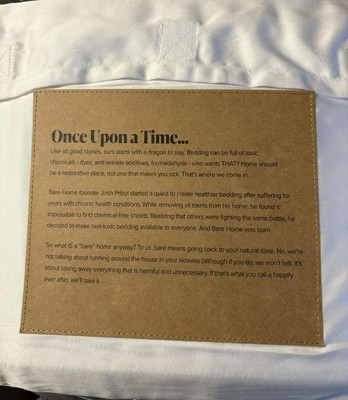 Once Upon a Time...
Like all good stories, ours starts with a dragon to slay. Bedding can be full of toxic
chemicals - dyes, anti-wrinkle additives, formaldehyde - who wants THAT? Home should
be a restorative place, not one that makes you sick. That's where we come in.
Bare Home founder Josh Pribyl started a quest to create healthier bedding after suffering for
years with chronic health conditions. While removing all toxins from his home, he found it
impossible to find chemical-free sheets. Realizing that others were fighting the same battle, he
decided to make non-toxic bedding available to everyone. And Bare Home was born.
So what IS a "bare" home anyway? To us, bare means going back to your natural state. No, we're
not talking about running around the house in your skivvies (although if you do, we won't tell). It's
about taking away everything that is harmful and unnecessary. If that's what you call a happily
ever after, we'll take it.